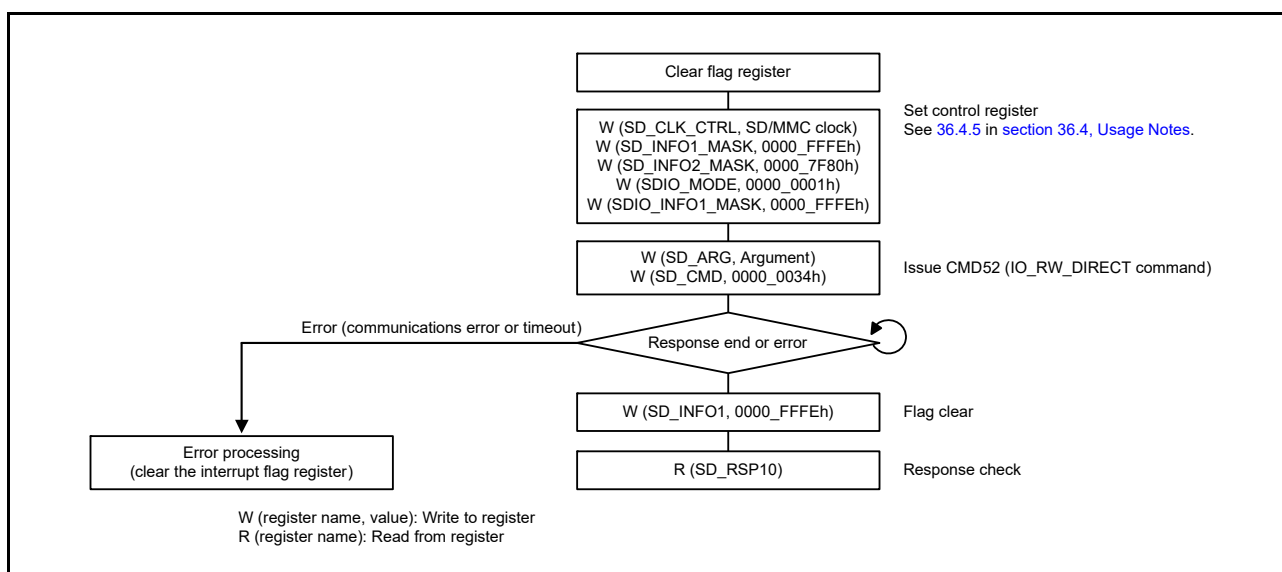 Clear flag register
Set control register
See 36.4.5 in section 36.4, Usage Notes.
W (SD_CLK_CTRL, SD/MMC clock)
W (SD_INFO1_MASK, 0000_FFFEh)
W (SD_INFO2_MASK, 0000_7F80h)
W (SDIO_MODE, 0000_0001h)
W (SDIO_INFO1_MASK, 0000_FFFEh)
W (SD_ARG, Argument)
W (SD_CMD, 0000_0034h)
Issue CMD52 (IO_RW_DIRECT command)
Error (communications error or timeout)
Response end or error
W (SD_INFO1, 0000_FFFEh)
Flag clear
Error processing
(clear the interrupt flag register)
R (SD_RSP10)
Response check
W (register name, value): Write to register
R (register name): Read from register